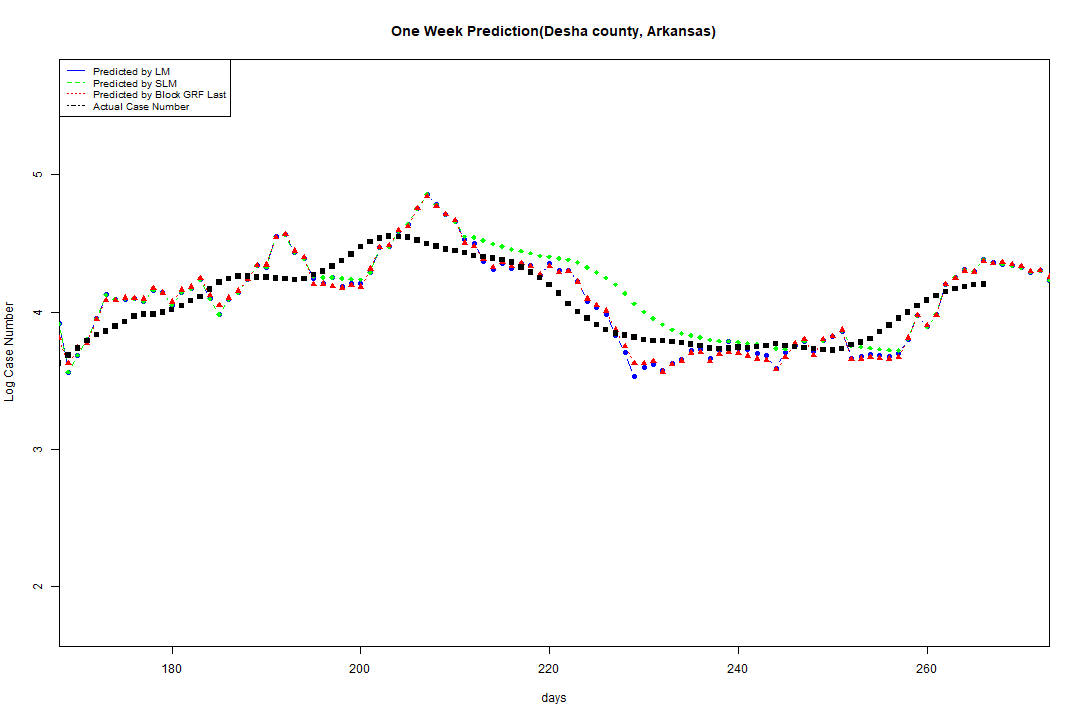 One Week Prediction(Desha county, Arkansas)
Predicted by LM
Predicted by SLM
Predicted by Block GRF Last
Actual Case Number
5
4
3
2
Log Case Number
180 200 220 240 260
days